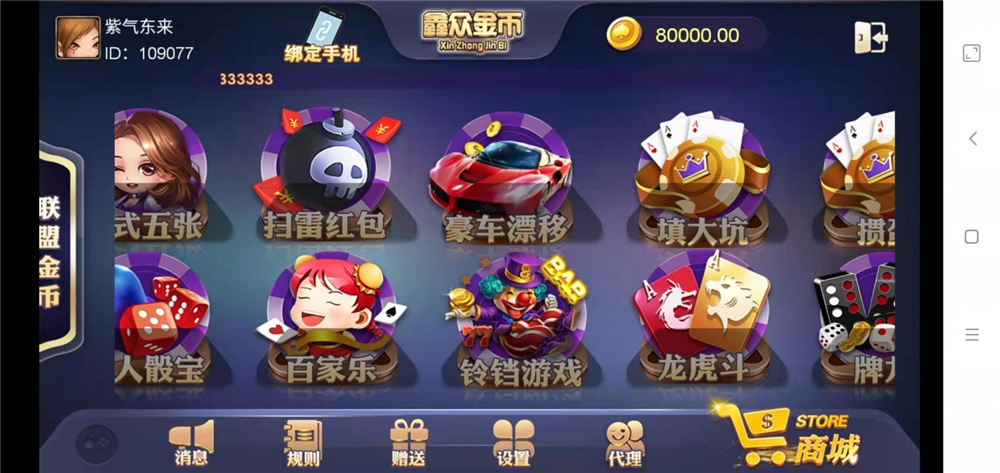 紫气东来
ID：109077
绑定手机
鑫众金币
Xin Zhong Jin Bi
80000.00
333333
联盟金币
式五张
扫雷红包
豪车漂移
填大坑
掼蛋
人骰宝
百家乐
BAR
77
铃铛游戏
龙虎斗
牌九
消息
规则
赠送
设置
代理
STORE
商城